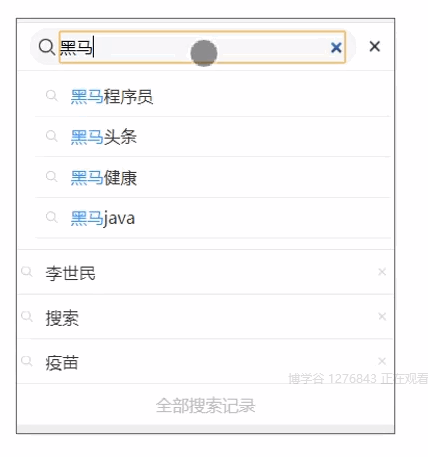 黑马
黑马程序员
黑马头条
黑马健康
黑马java
李世民
搜索
疫苗
博学谷 1276843 正在观看
全部搜索记录